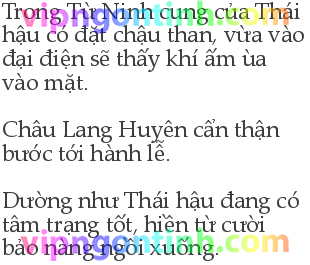 Trong Từ Ninh cung của Thái
hậu có đặt chậu than, vừa vào
đại điện sẽ thấy khí ấm ùa
vào mặt.
Châu Lang Huyên cẩn thận
bước tới hành lễ.
Dường như Thái hậu đang có
tâm trạng tốt, hiền từ cười
bảo nàng ngồi xuống.
vipngontinh.com
vipngontinh.com